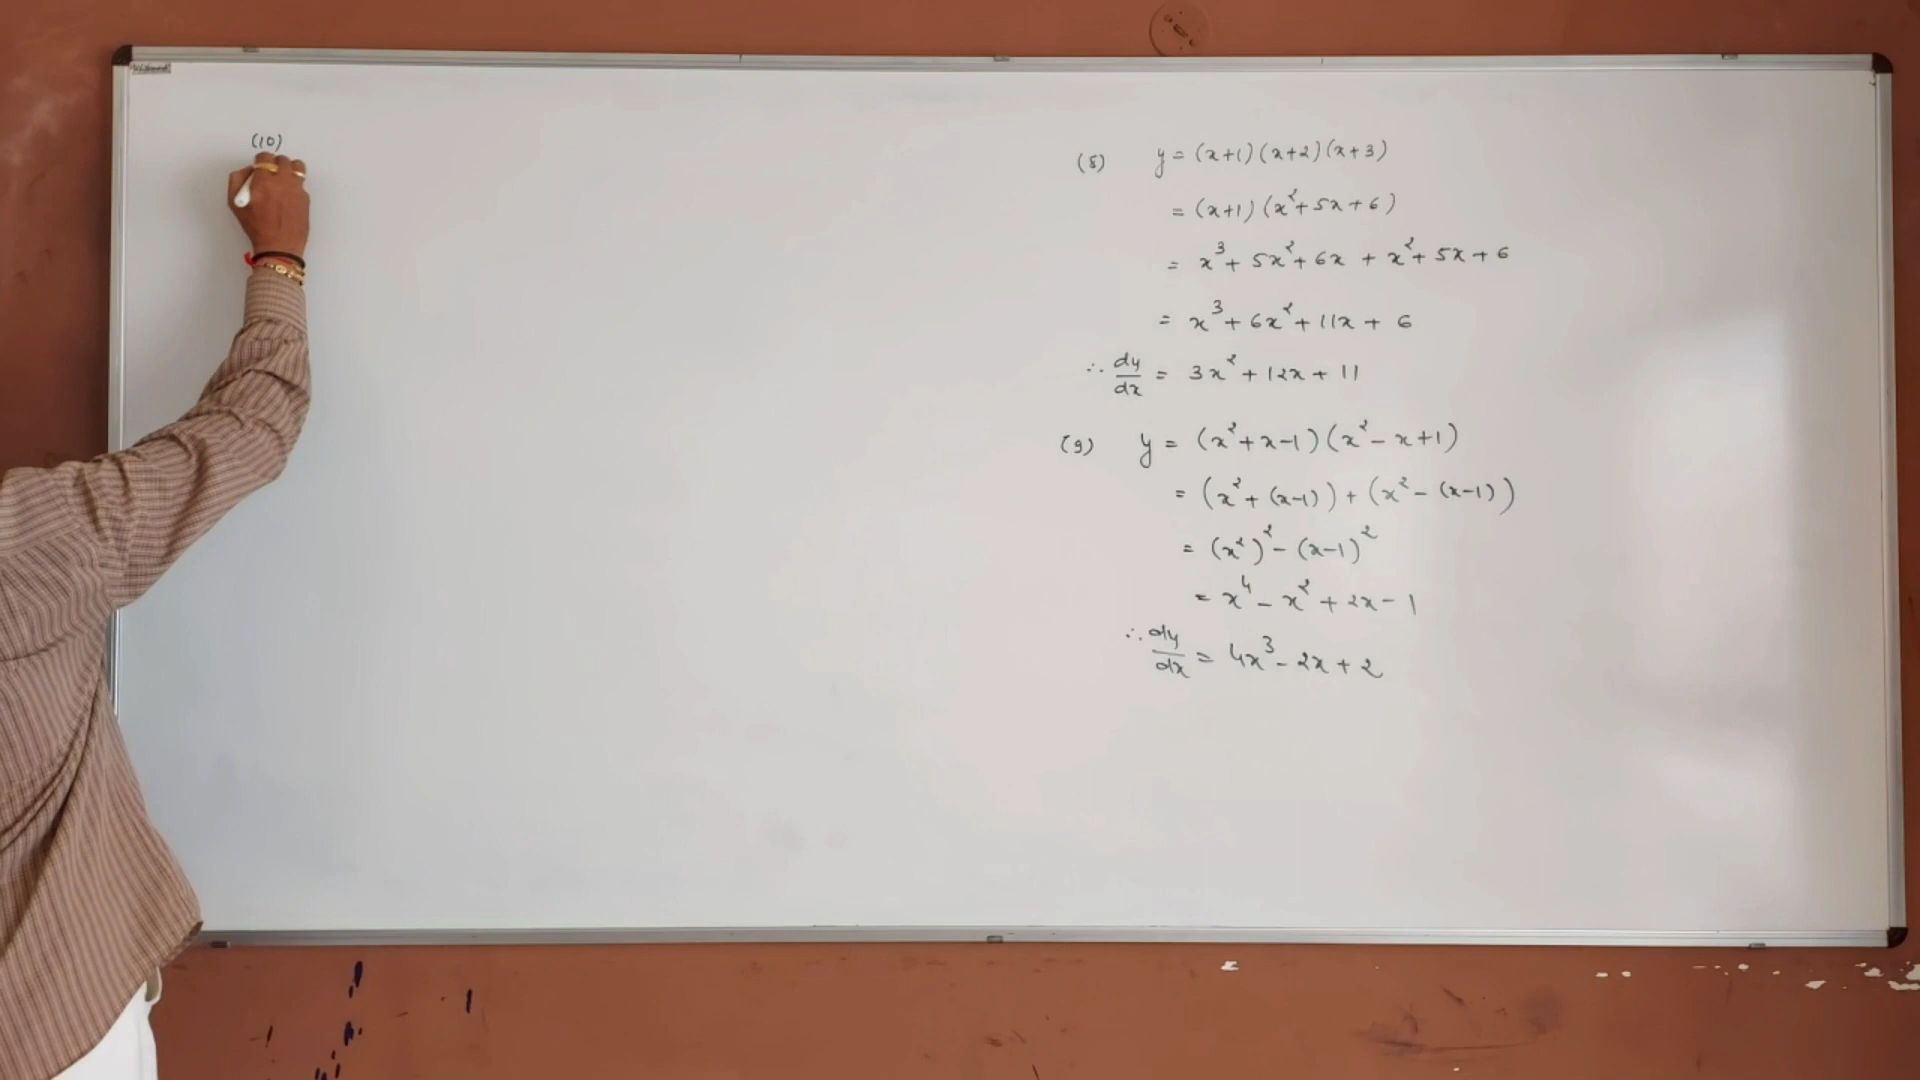 (10)
(8) y = (x+1)(x+2)(x+3)
= (x+1)(x²+5x+6)
= x³+5x²+6x + x²+5x+6
= x³+6x²+11x+6
∴ dy/dx = 3x²+12x+11
(9) y = (x²+x-1)(x²-x+1)
= (x²+(x-1))+(x²-(x-1))
= (x²)²-(x-1)²
= x⁴-x²+2x-1
∴ dy/dx = 4x³-2x+2